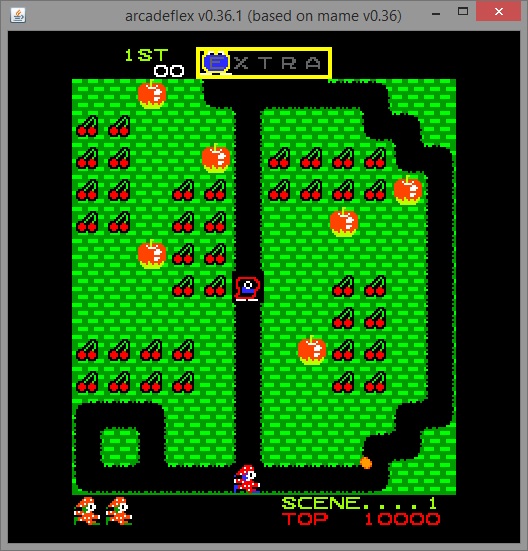 arcadeflex v0.36.1 (based on mame v0.36)
1ST
EXTRA
00
SCENE....1
TOP 10000